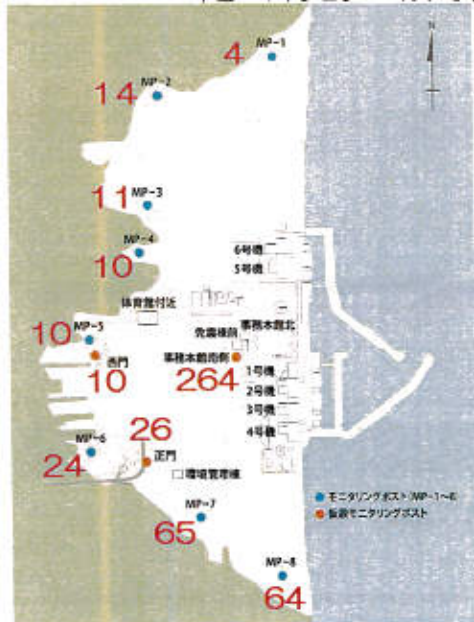 N
MP-1
4
MP-2
14
MP-3
11
MP-4
10
6号機
5号機
体育館付近
事務本館北
免震棟前
MP-5
10
西門
10
事務本館南側
264
1号機
2号機
3号機
4号機
26
MP-6
24
正門
環境管理棟
MP-7
65
モニタリングポスト(MP-1~8)
仮設モニタリングポスト
MP-8
64